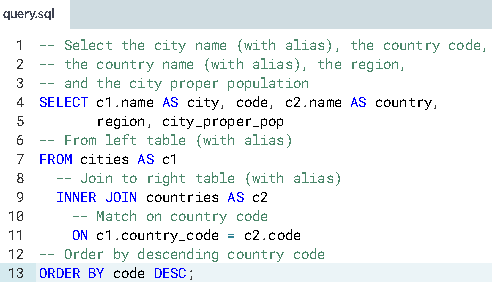 query.sql
1 -- Select the city name (with alias), the country code,
2 -- the country name (with alias), the region,
3 -- and the city proper population
4 SELECT c1.name AS city, code, c2.name AS country,
5 region, city_proper_pop
6 -- From left table (with alias)
7 FROM cities AS c1
8 -- Join to right table (with alias)
9 INNER JOIN countries AS c2
10 -- Match on country code
11 ON c1.country_code = c2.code
12 -- Order by descending country code
13 ORDER BY code DESC;